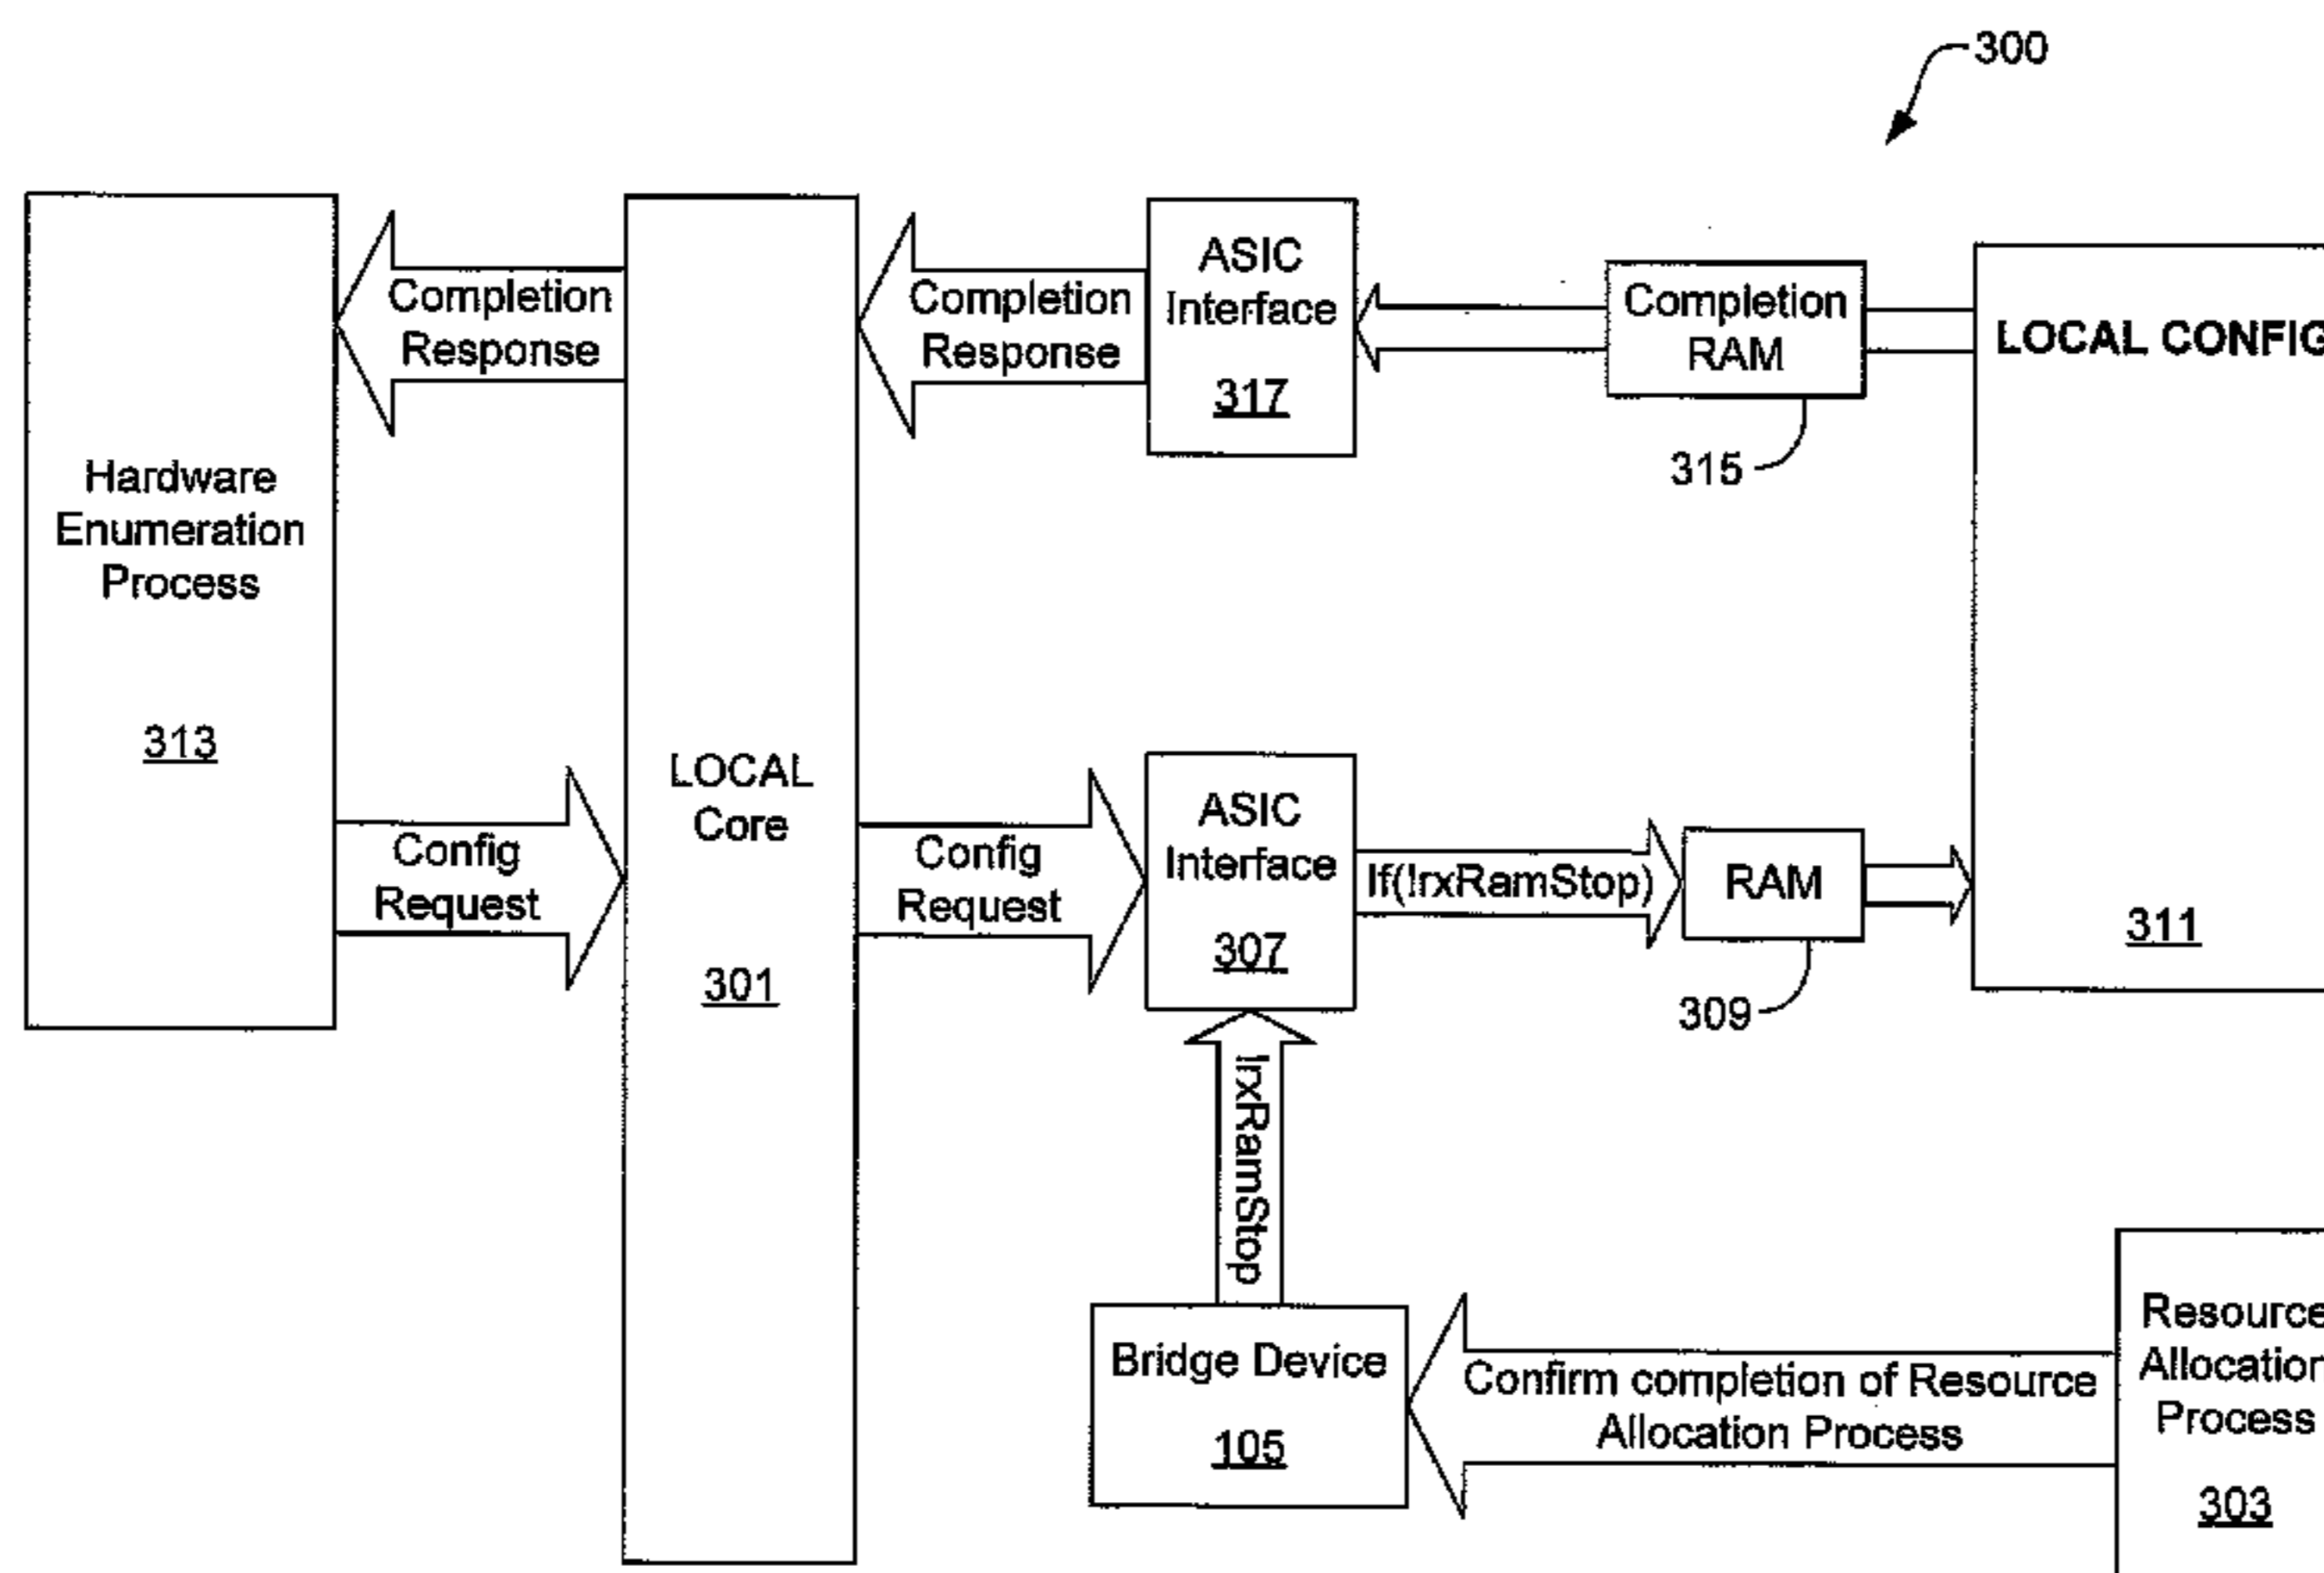 300
Completion
Response
Completion
Response
ASIC
Interface
317
Completion
RAM
315
LOCAL CONFIG
311
Hardware
Enumeration
Process
313
LOCAL
Core
301
Config
Request
Config
Request
ASIC
Interface
307
If(!rxRamStop)
RAM
309
!rxRamStop
Bridge Device
105
Confirm completion of Resource
Allocation Process
Resource
Allocation
Process
303